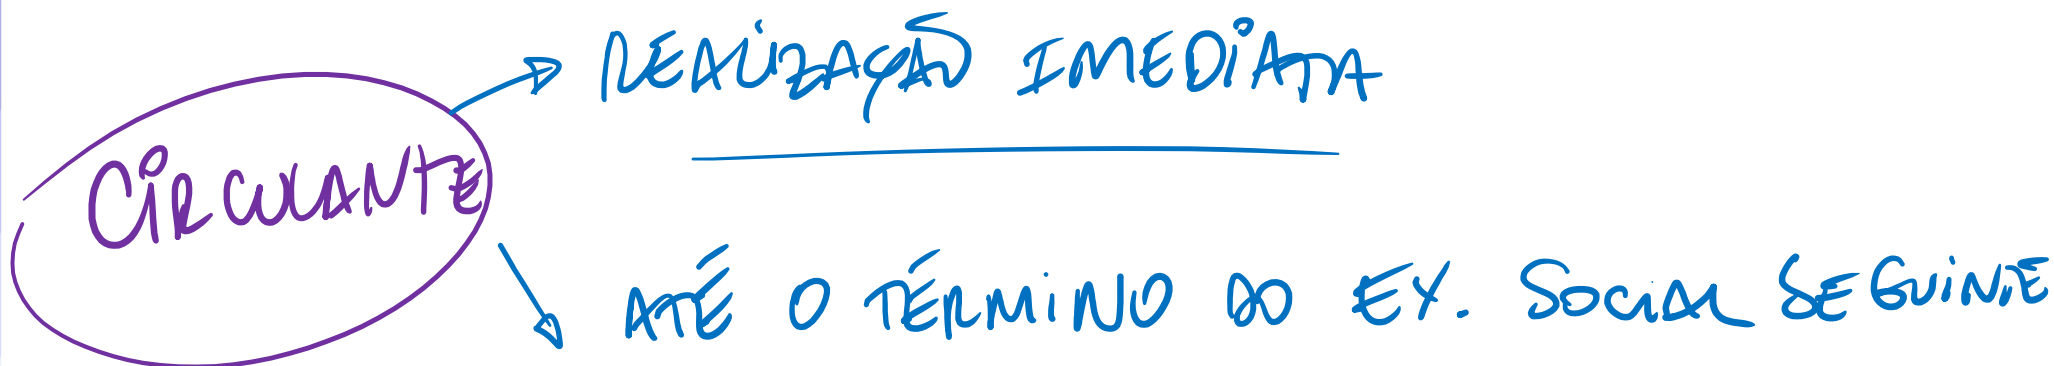 REALIZAÇÃO IMEDIATA
CIRCULANTE
ATÉ O TÉRMINO DO EX. SOCIAL SEGUINTE